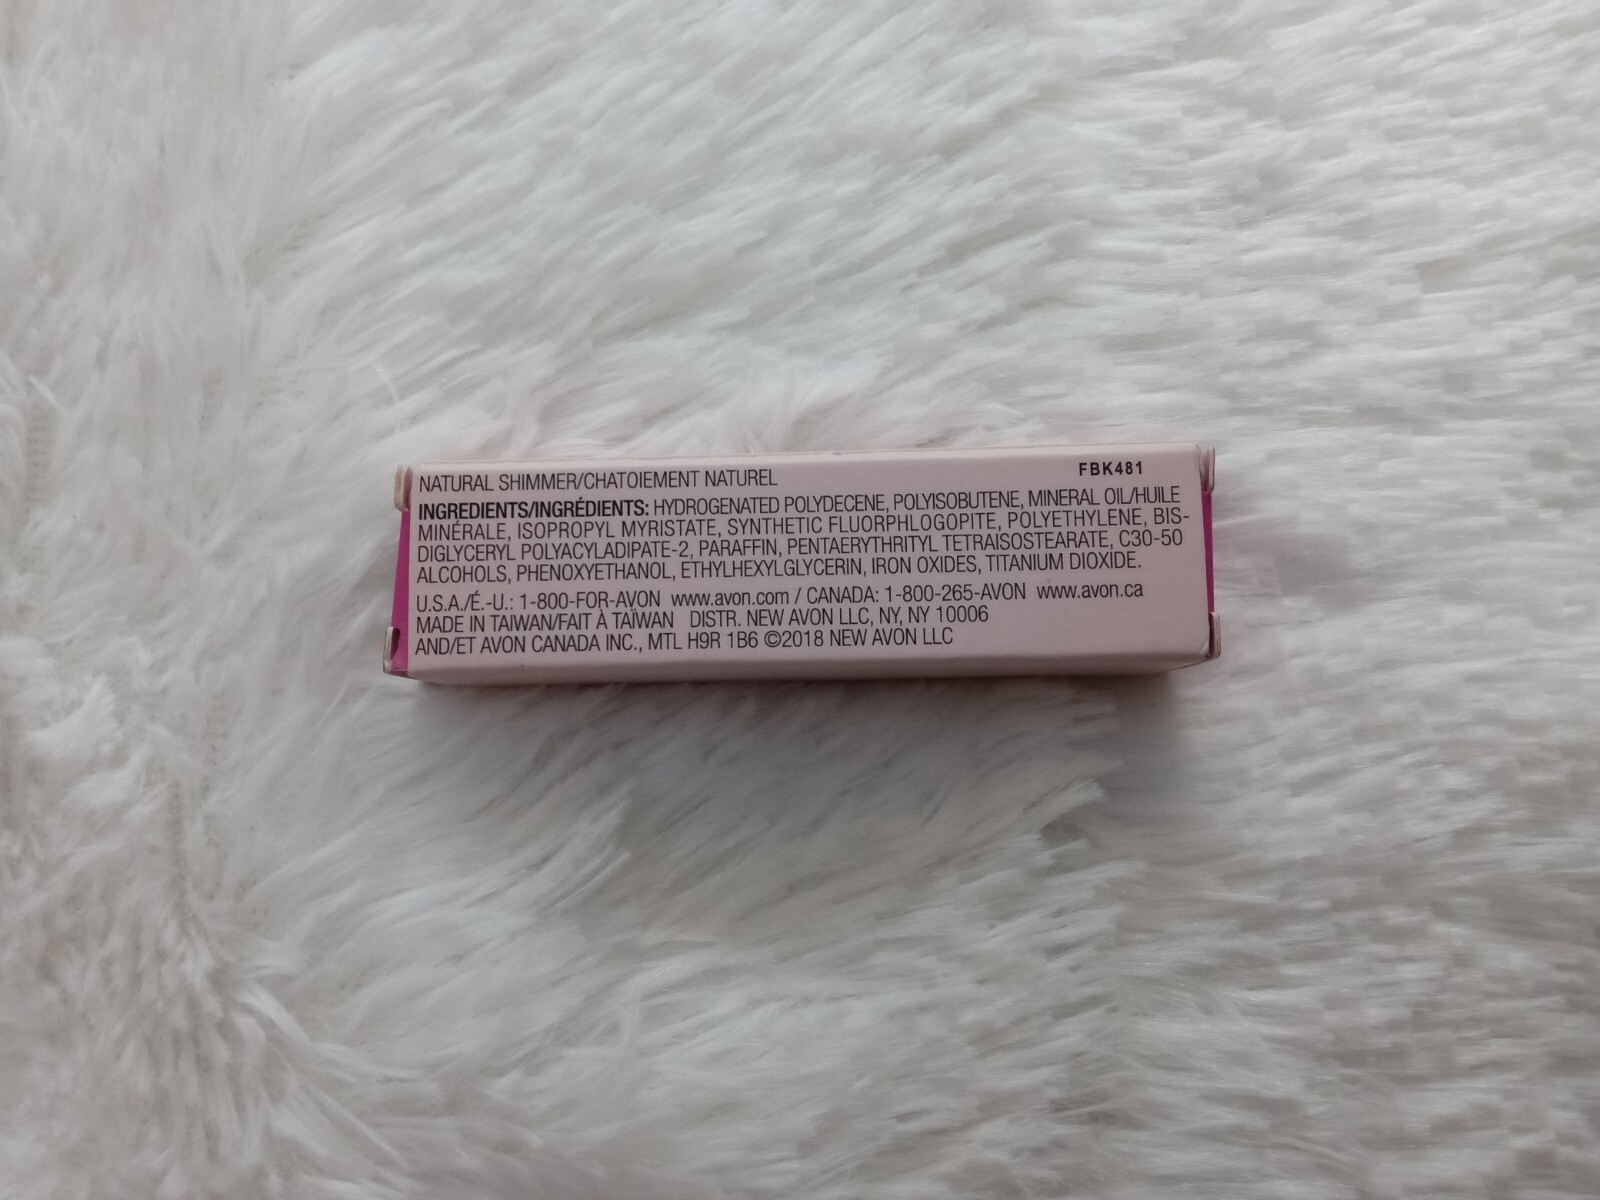 NATURAL SHIMMER/CHATOIEMENT NATUREL FBK481
INGREDIENTS/INGRÉDIENTS: HYDROGENATED POLYDECENE, POLYISOBUTENE, MINERAL OIL/HUILE
MINÉRALE, ISOPROPYL MYRISTATE, SYNTHETIC FLUORPHLOGOPITE, POLYETHYLENE, BIS-
DIGLYCERYL POLYACYLADIPATE-2, PARAFFIN, PENTAERYTHRITYL TETRAISOSTEARATE, C30-50
ALCOHOLS, PHENOXYETHANOL, ETHYLHEXYLGLYCERIN, IRON OXIDES, TITANIUM DIOXIDE.
U.S.A./É.-U.: 1-800-FOR-AVON www.avon.com / CANADA: 1-800-265-AVON www.avon.ca
MADE IN TAIWAN/FAIT À TAÏWAN DISTR. NEW AVON LLC, NY, NY 10006
AND/ET AVON CANADA INC., MTL H9R 1B6 ©2018 NEW AVON LLC